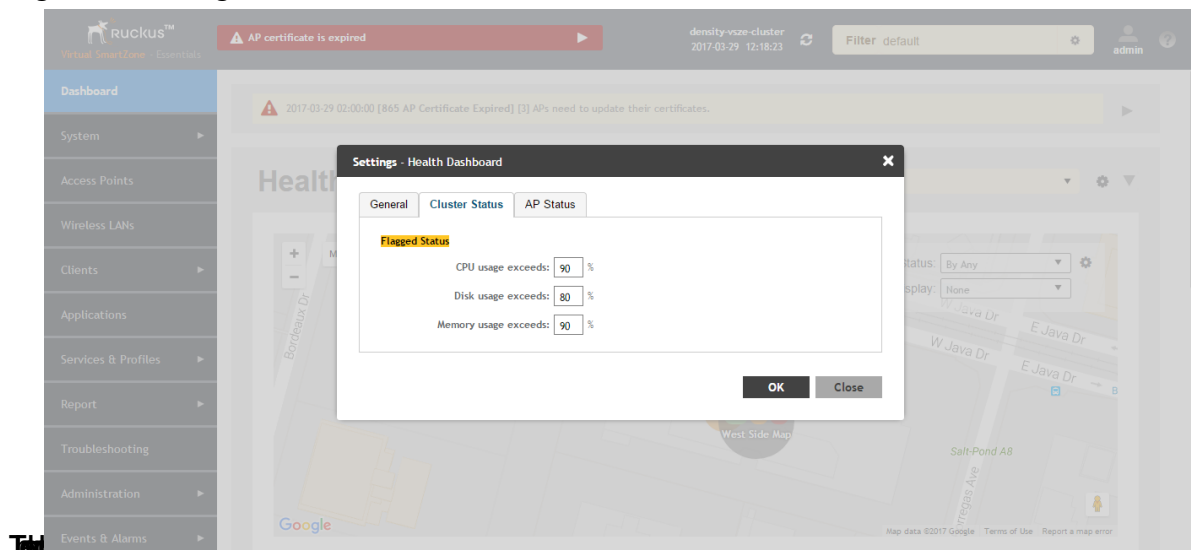 RUCKUS™
Virtual SmartZone - Essentials
AP certificate is expired
density-vsze-cluster
2017-03-29 12:18:23
Filter default
admin
Dashboard
2017-03-29 02:00:00 [865 AP Certificate Expired] [3] APs need to update their certificates.
System
Access Points
Wireless LANs
Clients
Applications
Services & Profiles
Report
Troubleshooting
Administration
Events & Alarms
Health
Settings - Health Dashboard
General
Cluster Status
AP Status
Flagged Status
CPU usage exceeds: 90 %
Disk usage exceeds: 80 %
Memory usage exceeds: 90 %
OK
Close
+
M
−
Status: By Any
Display: None
Bordeaux Dr
W Java Dr
E Java Dr
W Java Dr
E Java Dr
B
West Side Map
Salt-Pond A8
Google
Map data ©2017 Google Terms of Use Report a map error